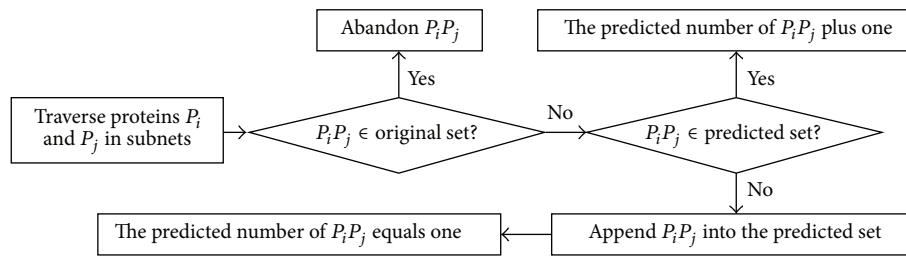 Abandon PᵢPⱼ
The predicted number of PᵢPⱼ plus one
Yes
Yes
Traverse proteins Pᵢ
and Pⱼ in subnets
PᵢPⱼ ∈ original set?
No
PᵢPⱼ ∈ predicted set?
No
The predicted number of PᵢPⱼ equals one
Append PᵢPⱼ into the predicted set